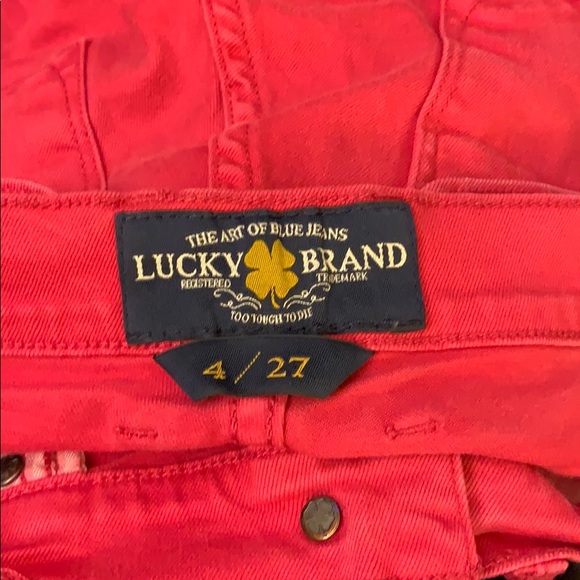 THE ART OF BLUE JEANS
LUCKY BRAND
REGISTERED TRADEMARK
TOO TOUGH TO DIE
4/27